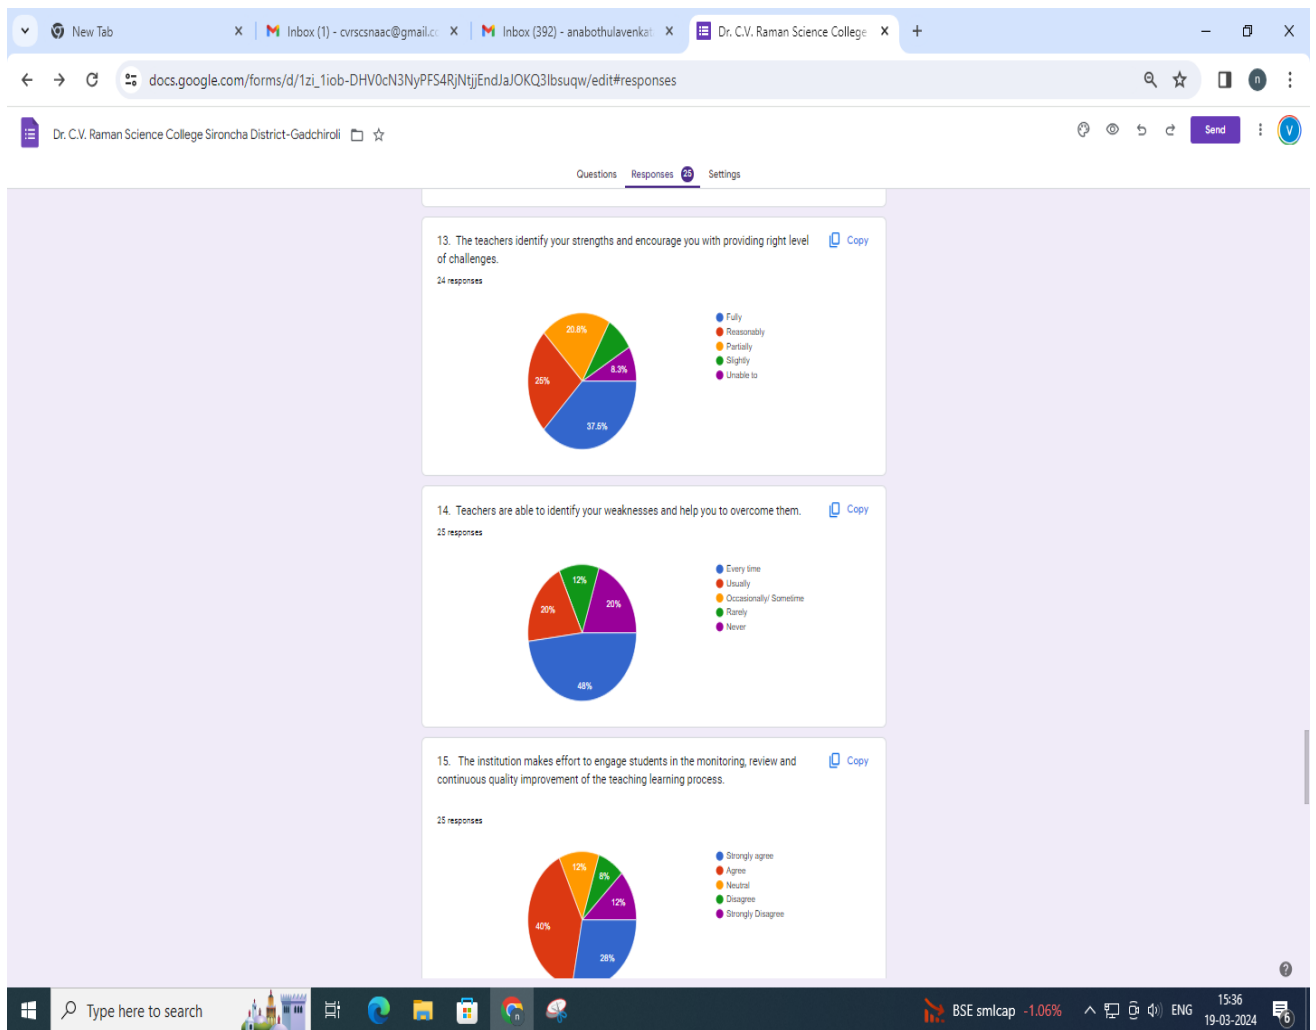 New Tab
Inbox (1) - cvrscsnaac@gmail.cc
Inbox (392) - anabothulavenkat
Dr. C.V. Raman Science College
docs.google.com/forms/d/1zi_1iob-DHV0cN3NyPFS4RjNtjjEndJaJOKQ3Ibsuqw/edit#responses
n
Dr. C.V. Raman Science College Sironcha District-Gadchiroli
Send
V
Questions Responses 25 Settings
13. The teachers identify your strengths and encourage you with providing right level
of challenges.
Copy
24 responses
20.8%
25%
8.3%
37.5%
Fully
Reasonably
Partially
Slightly
Unable to
14. Teachers are able to identify your weaknesses and help you to overcome them.
Copy
25 responses
12%
20%
20%
48%
Every time
Usually
Occasionally/ Sometime
Rarely
Never
15. The institution makes effort to engage students in the monitoring, review and
continuous quality improvement of the teaching learning process.
Copy
25 responses
12%
8%
12%
40%
28%
Strongly agree
Agree
Neutral
Disagree
Strongly Disagree
Type here to search
n
BSE smlcap -1.06%
ENG
15:36
19-03-2024
6